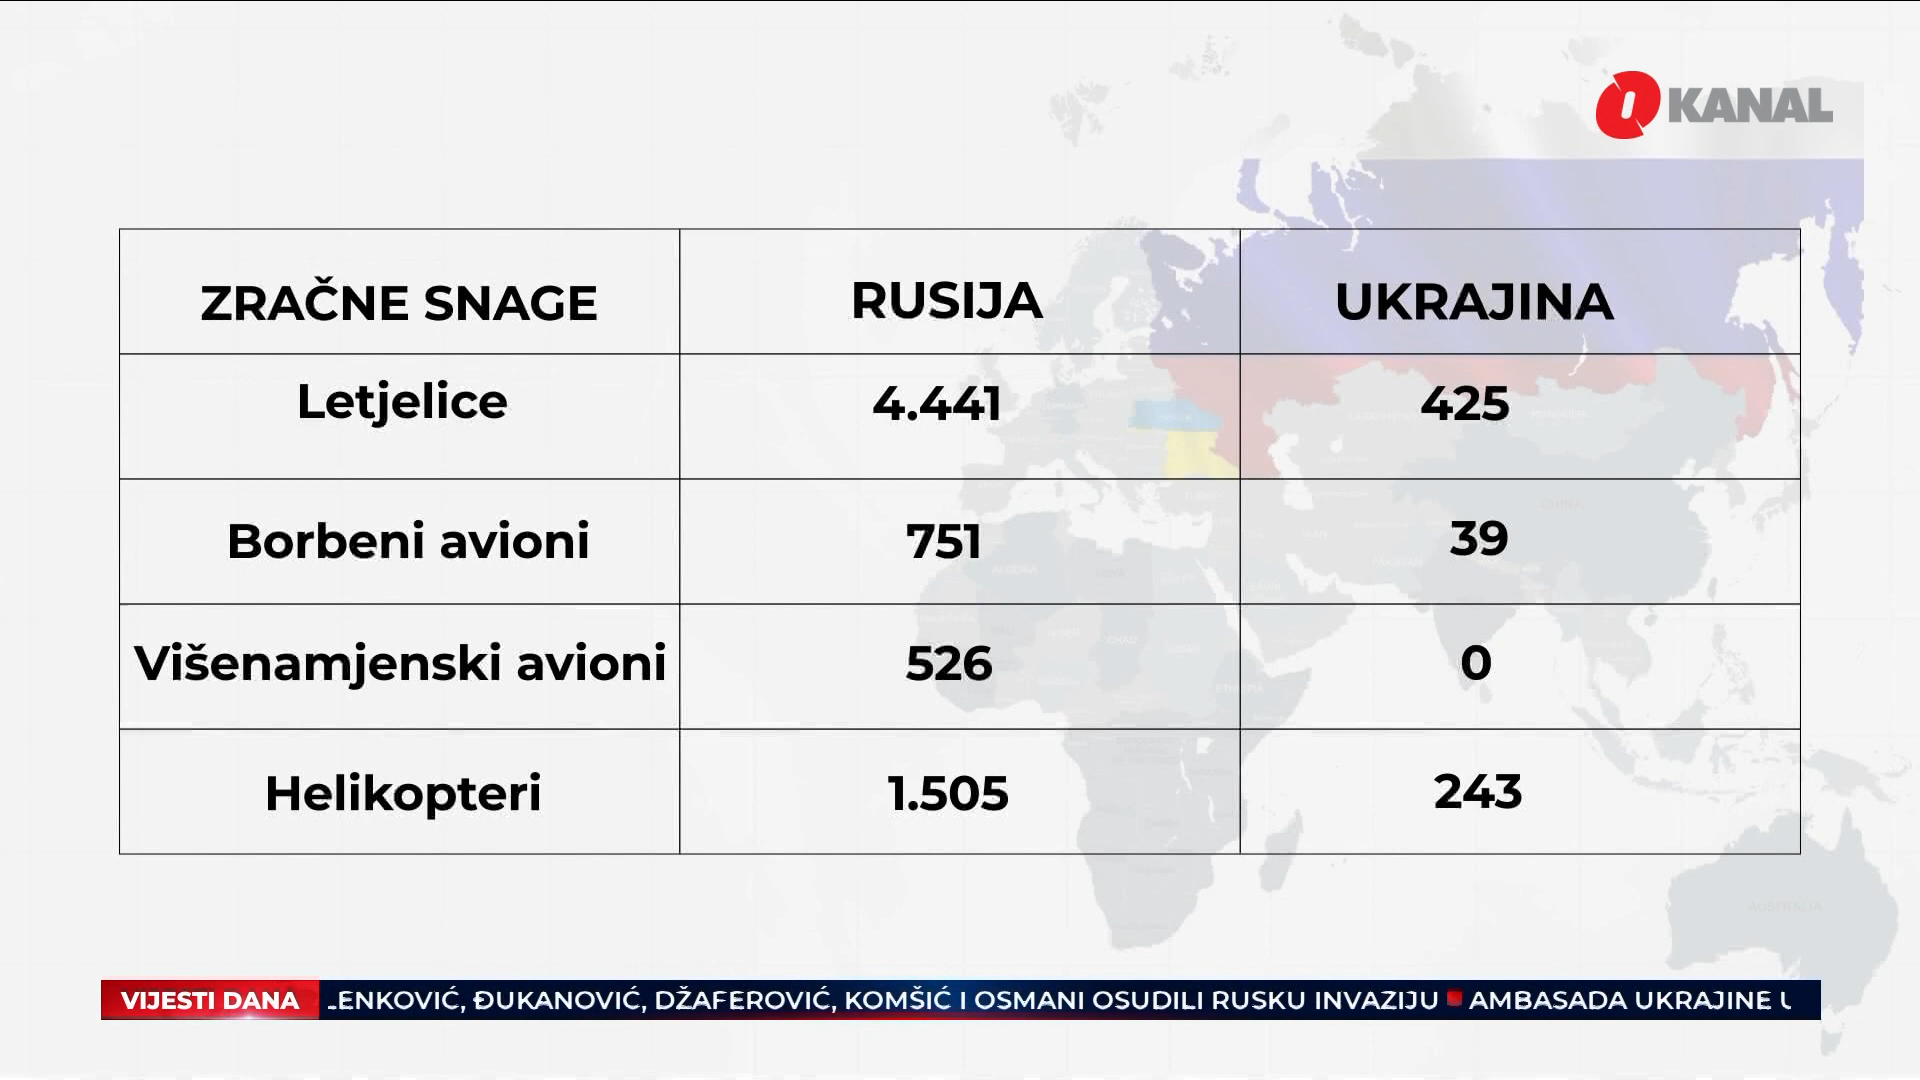 O KANAL
ZRAČNE SNAGE RUSIJA UKRAJINA
Letjelice 4.441 425
Borbeni avioni 751 39
Višenamjenski avioni 526 0
Helikopteri 1.505 243
VIJESTI DANA ENKOVIĆ, ĐUKANOVIĆ, DŽAFEROVIĆ, KOMŠIĆ I OSMANI OSUDILI RUSKU INVAZIJU AMBASADA UKRAJINE
AUSTRALIA